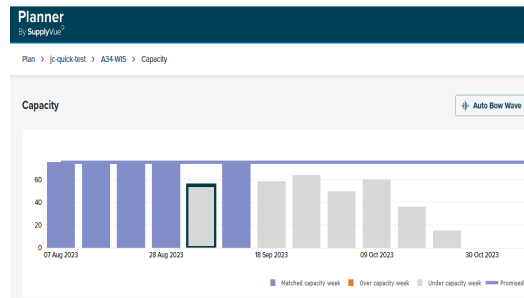 Planner
By SupplyVue
Plan > jc-quick-test > A34-WIS > Capacity
Capacity
Auto Bow Wave
60
40
20
0
07 Aug 2023 28 Aug 2023 18 Sep 2023 09 Oct 2023 30 Oct 2023
Matched capacity week Over capacity week Under capacity week Promised